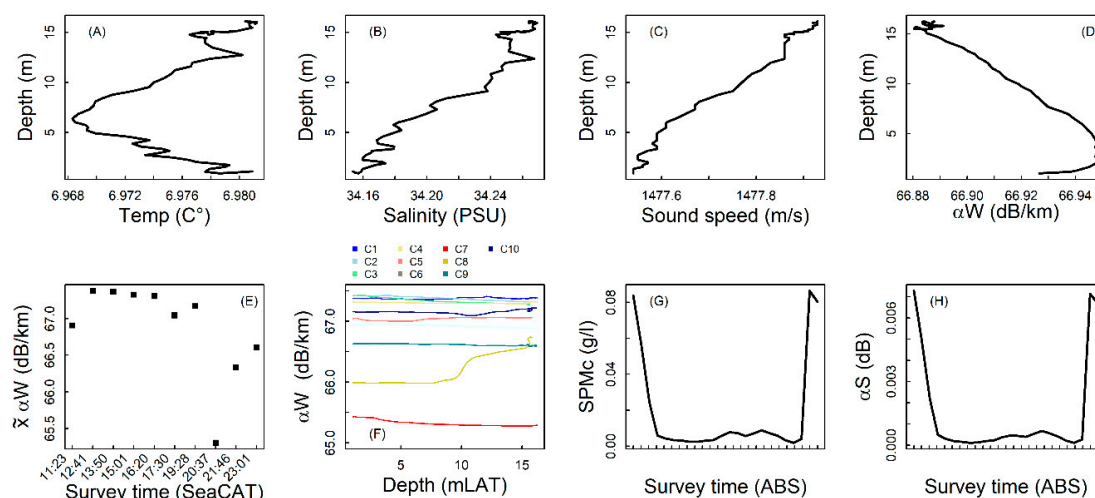 (A)
Depth (m)
5 10 15
6.968 6.972 6.976 6.980
Temp (C°)
(B)
Depth (m)
5 10 15
34.16 34.20 34.24
Salinity (PSU)
(C)
Depth (m)
5 10 15
1477.6 1477.8
Sound speed (m/s)
(D)
Depth (m)
5 10 15
66.88 66.90 66.92 66.94
αW (dB/km)
(E)
x̃ αW (dB/km)
65.5 66.0 66.5 67.0
11:23
12:41
13:50
15:01
16:20
17:30
19:28
20:37
21:46
23:01
Survey time (SeaCAT)
C1 C4 C7 C10
C2 C5 C8
C3 C6 C9
(F)
αW (dB/km)
65.0 66.0 67.0
5 10 15
Depth (mLAT)
(G)
SPMc (g/l)
0.00 0.04 0.08
Survey time (ABS)
(H)
αS (dB)
0.000 0.003 0.006
Survey time (ABS)